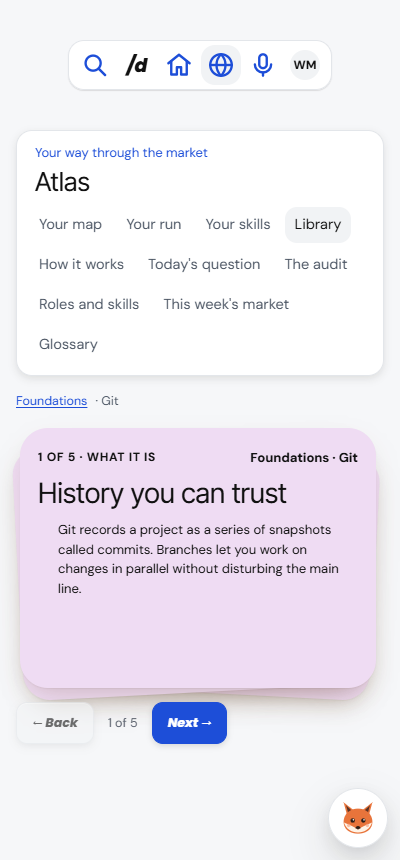 /d
WM
Your way through the market
Atlas
Your map
Your run
Your skills
Library
How it works
Today's question
The audit
Roles and skills
This week's market
Glossary
Foundations · Git
1 OF 5 · WHAT IT IS
Foundations · Git
History you can trust
Git records a project as a series of snapshots
called commits. Branches let you work on
changes in parallel without disturbing the main
line.
← Back
1 of 5
Next →